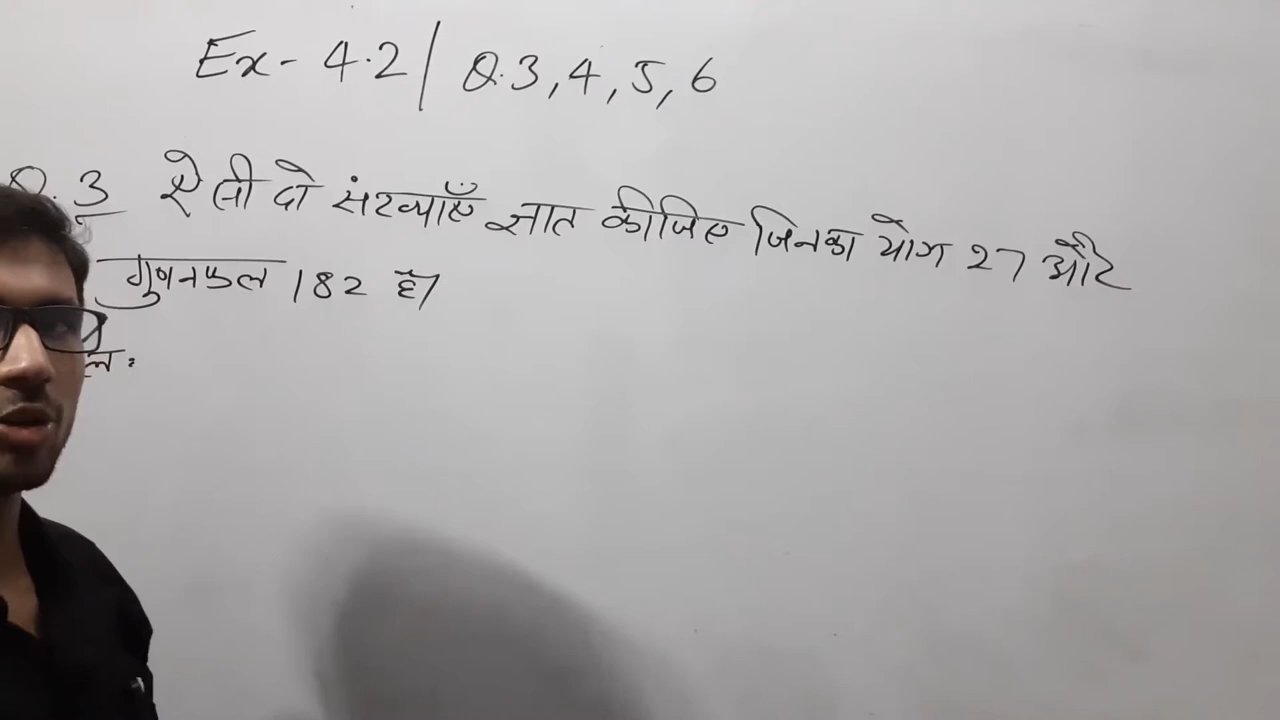 Ex- 4.2 | Q.3, 4, 5, 6
Q. 3 ऐसी दो संख्याएँ ज्ञात कीजिए जिनका योग 27 और
गुणनफल 182 है।
ल: